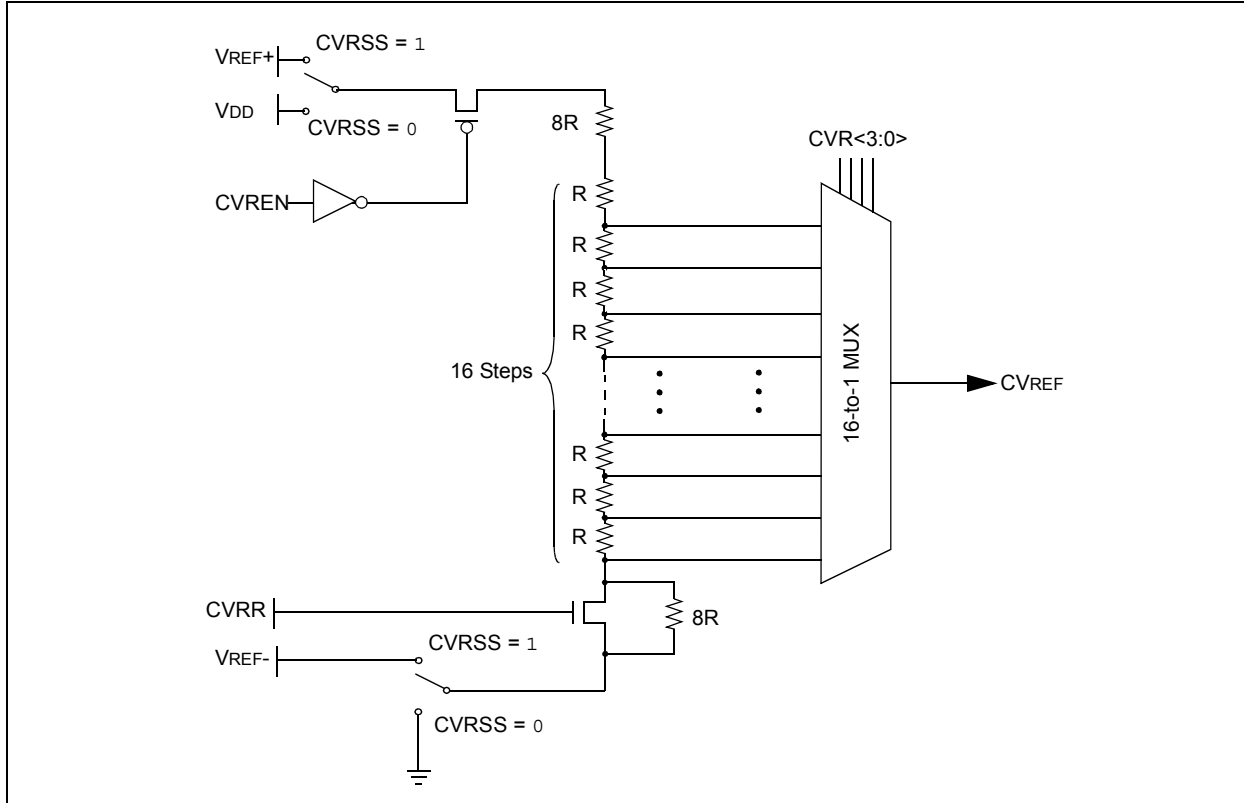 CVRSS = 1
VREF+
VDD
CVRSS = 0
8R
CVR<3:0>
CVREN
R
R
R
R
16 Steps
16-to-1 MUX
CVREF
R
R
R
CVRR
8R
CVRSS = 1
VREF-
CVRSS = 0